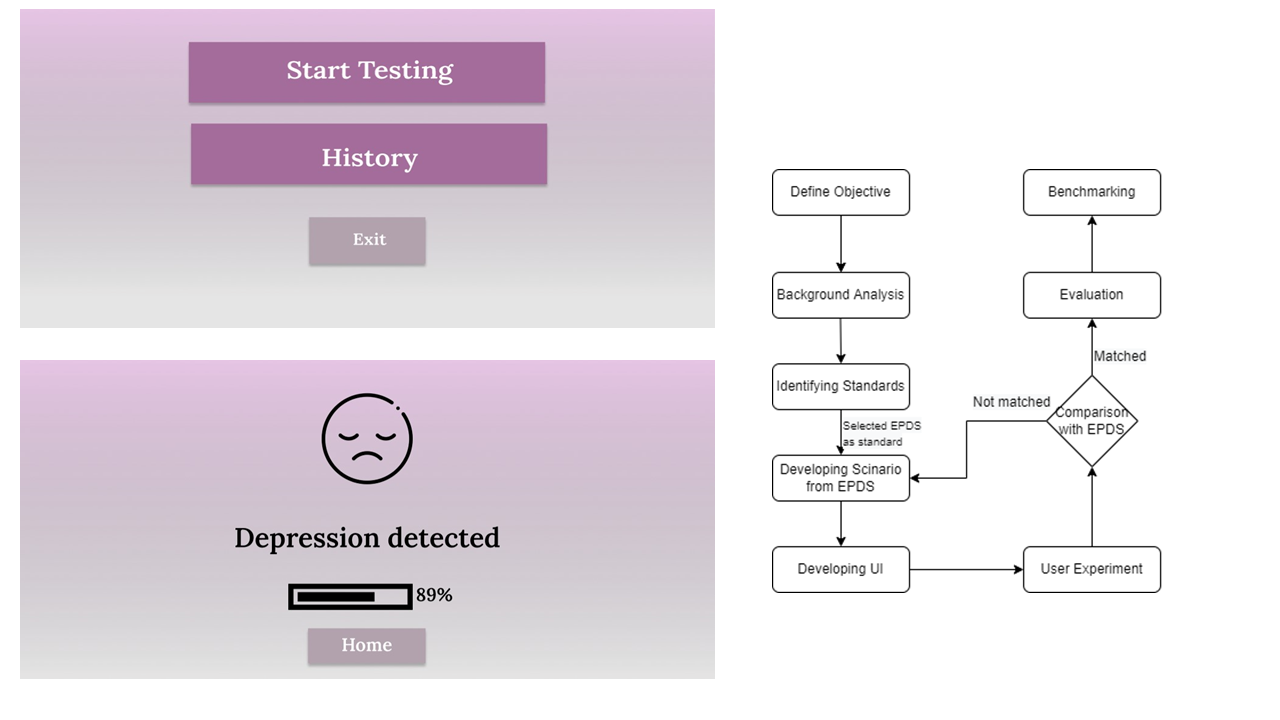 Start Testing
History
Exit
Depression detected
89%
Home
Define Objective
Background Analysis
Identifying Standards
Selected EPDS
as standard
Developing Scinario
from EPDS
Developing UI
User Experiment
Comparison
with EPDS
Not matched
Matched
Evaluation
Benchmarking